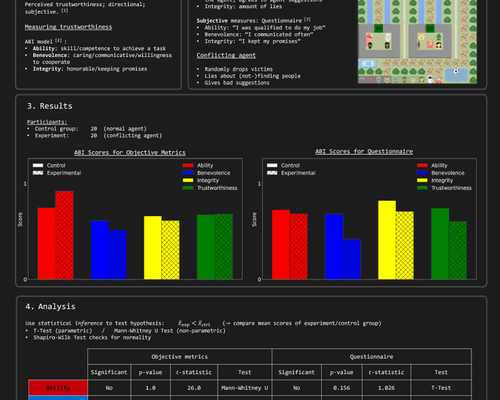 Perceived trustworthiness; directional;
subjective. [1]
Measuring trustworthiness
ABI model [2] :
• Ability: skill/competence to achieve a task
• Benevolence: caring/communicative/willingness
to cooperate
• Integrity: honorable/keeping promises
• Integrity: amount of lies
Subjective measures: Questionnaire [2]
• Ability: "I was qualified to do my job"
• Benevolence: "I communicated often"
• Integrity: "I kept my promises"
Conflicting agent
• Randomly drops victims
• Lies about (not-)finding people
• Gives bad suggestions
3. Results
Participants:
• Control group: 20 (normal agent)
• Experiment: 20 (conflicting agent)
ABI Scores for Objective Metrics
Control
Experimental
Ability
Benevolence
Integrity
Trustworthiness
Score
1
0
ABI Scores for Questionnaire
Control
Experimental
Ability
Benevolence
Integrity
Trustworthiness
Score
1
0
4. Analysis
Use statistical inference to test hypothesis: x̄exp < x̄ctrl (→ compare mean scores of experiment/control group)
• T-Test (parametric) / Mann-Whitney U Test (non-parametric)
• Shapiro-Wilk Test checks for normality
Objective metrics Questionnaire
Significant p-value t-statistic Test Significant p-value t-statistic Test
Ability No 1.0 26.0 Mann-Whitney U No 0.156 1.026 T-Test